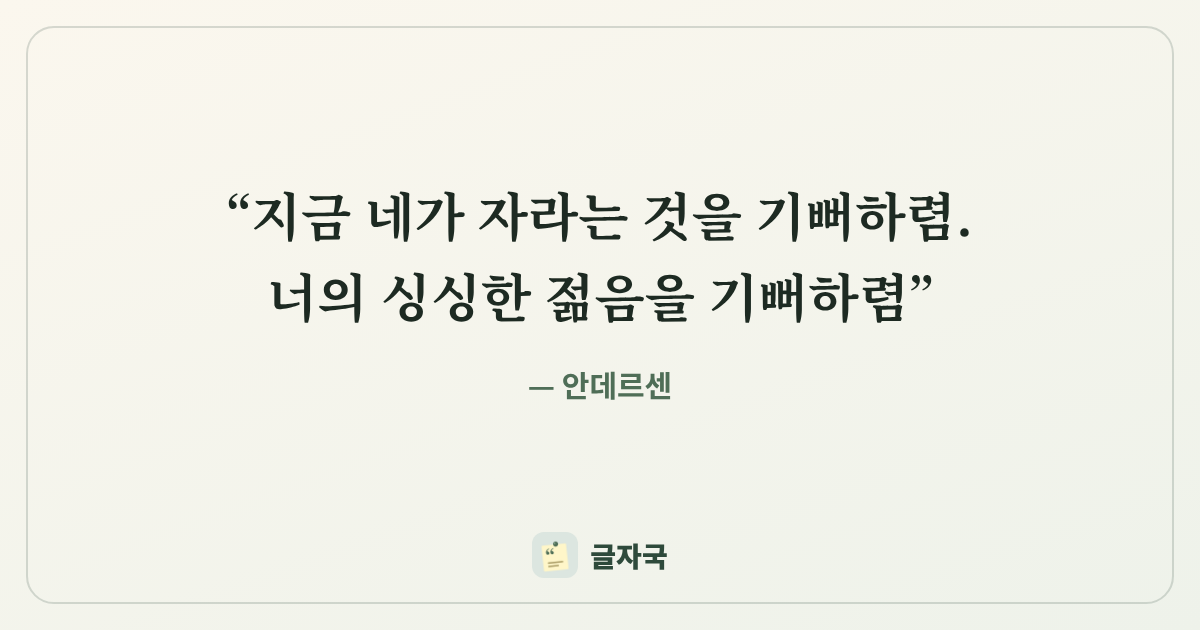 “지금 네가 자라는 것을 기뻐하렴.
너의 싱싱한 젊음을 기뻐하렴”
— 안데르센
글자국